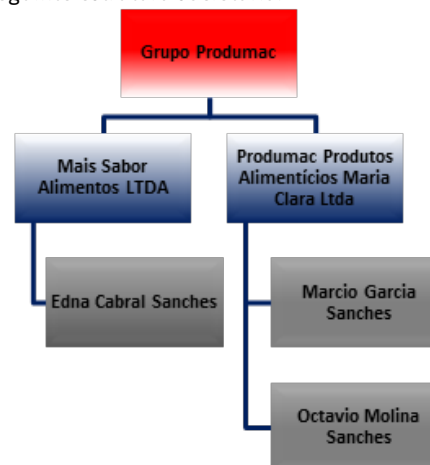 Grupo Produmac
Mais Sabor
Alimentos LTDA
Produmac Produtos
Alimentícios Maria
Clara Ltda
Edna Cabral Sanches
Marcio Garcia
Sanches
Octavio Molina
Sanches